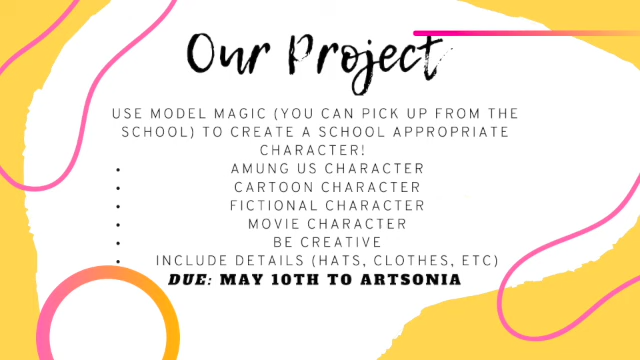 Our Project
USE MODEL MAGIC (YOU CAN PICK UP FROM THE
SCHOOL) TO CREATE A SCHOOL APPROPRIATE
CHARACTER!
• AMUNG US CHARACTER
• CARTOON CHARACTER
• FICTIONAL CHARACTER
• MOVIE CHARACTER
• BE CREATIVE
• INCLUDE DETAILS (HATS, CLOTHES, ETC)
DUE: MAY 10TH TO ARTSONIA